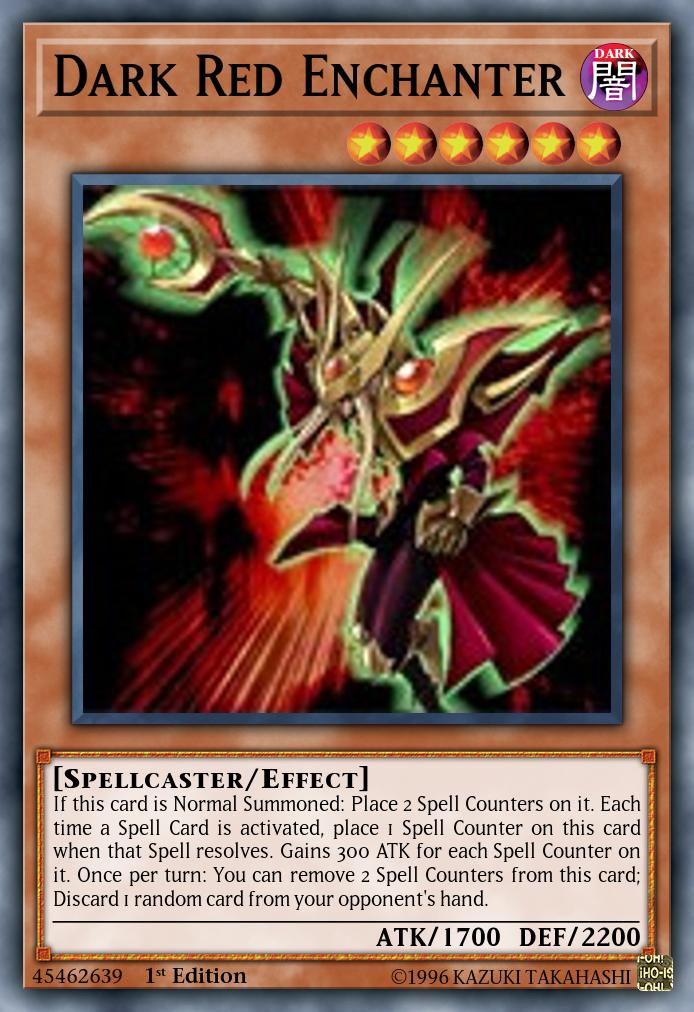 DARK RED ENCHANTER
DARK
闇
[SPELLCASTER/EFFECT]
If this card is Normal Summoned: Place 2 Spell Counters on it. Each
time a Spell Card is activated, place 1 Spell Counter on this card
when that Spell resolves. Gains 300 ATK for each Spell Counter on
it. Once per turn: You can remove 2 Spell Counters from this card;
Discard 1 random card from your opponent's hand.
ATK/1700 DEF/2200
45462639 1st Edition ©1996 KAZUKI TAKAHASHI